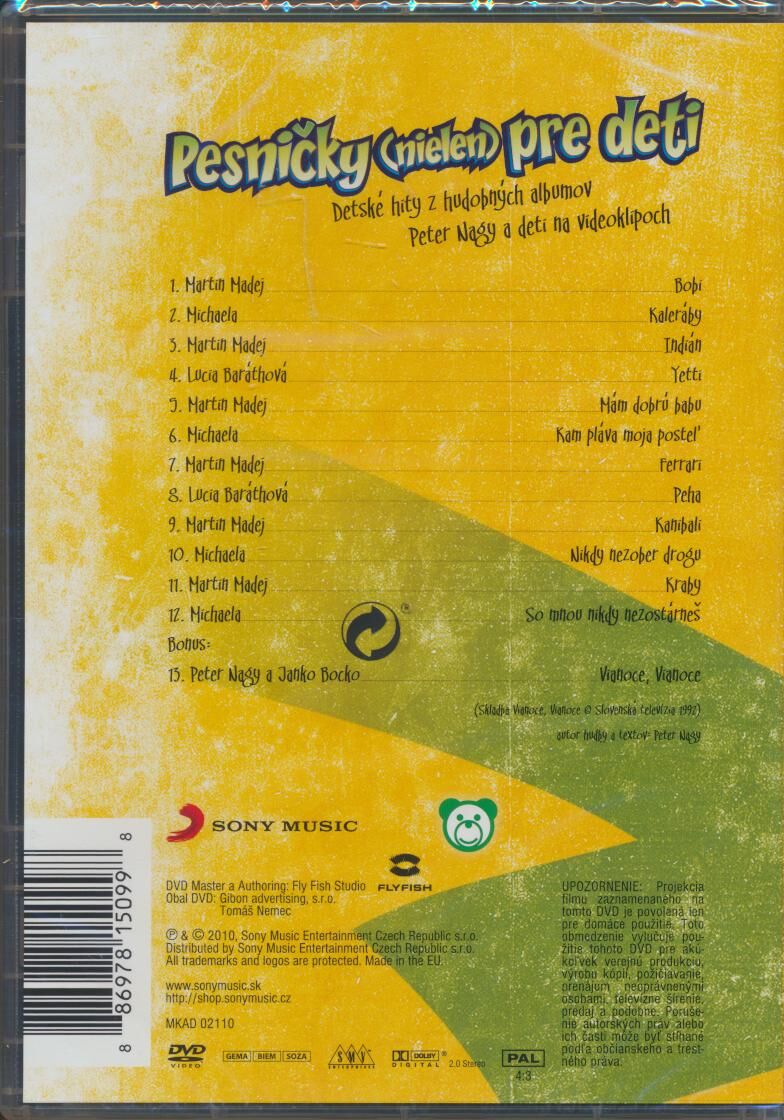 Pesničky (nielen) pre deti
Detské hity z hudobných albumov
Peter Nagy a deti na videoklipoch
1. Martin Madej Bobi
2. Michaela Kaleráby
3. Martin Madej Indián
4. Lucia Baráthová Yetti
5. Martin Madej Mám dobrú babu
6. Michaela Kam pláva moja posteľ
7. Martin Madej Ferrari
8. Lucia Baráthová Peha
9. Martin Madej Kanibali
10. Michaela Nikdy nezober drogu
11. Martin Madej Kraby
12. Michaela So mnou nikdy nezostárneš
Bonus:
13. Peter Nagy a Janko Bocko Vianoce, Vianoce
(Skladba Vianoce, Vianoce © Slovenská televízia 1992)
autor hudby a textov: Peter Nagy
SONY MUSIC
FLYFISH
DVD Master a Authoring: Fly Fish Studio
Obal DVD: Gibon advertising, s.r.o.
Tomáš Nemec
℗ & © 2010, Sony Music Entertainment Czech Republic s.r.o.
Distributed by Sony Music Entertainment Czech Republic s.r.o.
All trademarks and logos are protected. Made in the EU.
www.sonymusic.sk
http://shop.sonymusic.cz
MKAD 02110
UPOZORNENIE: Projekcia
filmu zaznamenaného na
tomto DVD je povolená len
pre domáce použitie. Toto
obmedzenie vylučuje pou-
žitie tohoto DVD pre akú-
koľvek verejnú produkciu,
výrobu kópií, požičiavanie,
prenájom neoprávnenými
osobami, televízne šírenie,
predaj a podobne. Poruše-
nie autorských práv alebo
ich častí môže byť stíhané
podľa občianskeho a trest-
ného práva.
DVD VIDEO
GEMA BIEM SOZA
SMV ENTERPRISES
DOLBY DIGITAL ® 2.0 Stereo
PAL
4:3
8 86978 15099 8